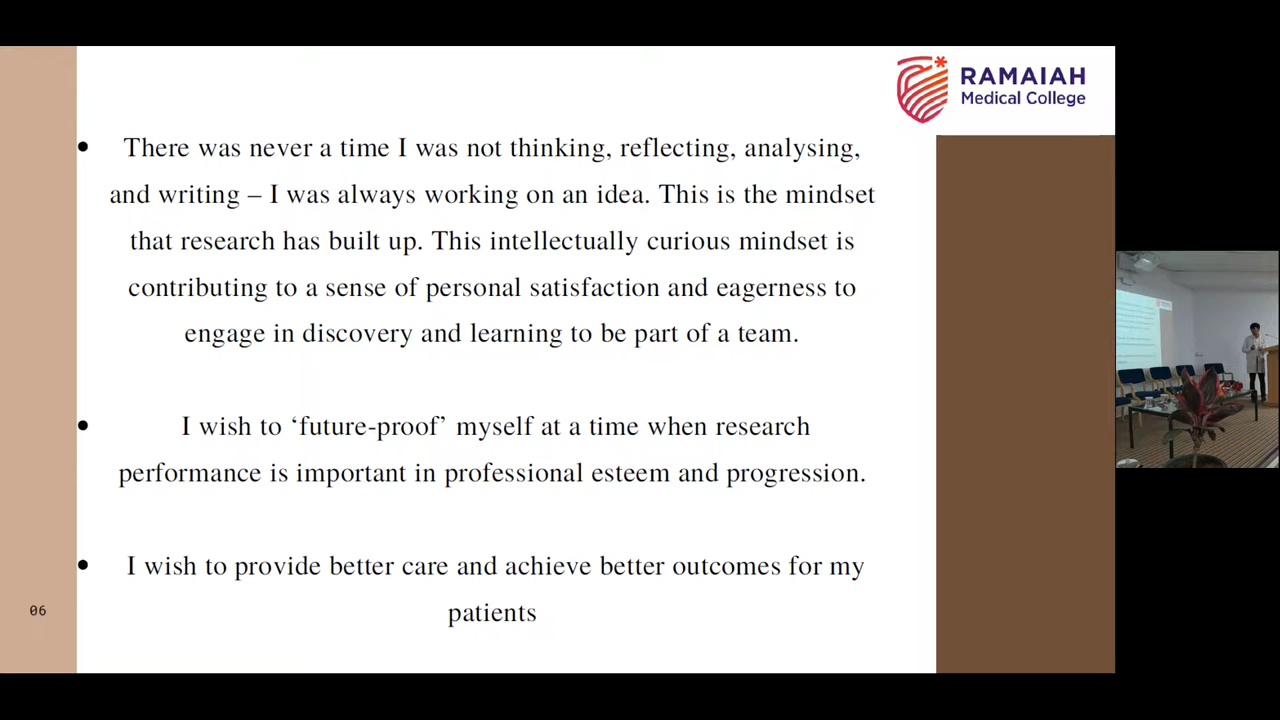 RAMAIAH
Medical College
• There was never a time I was not thinking, reflecting, analysing,
and writing – I was always working on an idea. This is the mindset
that research has built up. This intellectually curious mindset is
contributing to a sense of personal satisfaction and eagerness to
engage in discovery and learning to be part of a team.
• I wish to ‘future-proof’ myself at a time when research
performance is important in professional esteem and progression.
• I wish to provide better care and achieve better outcomes for my
patients
06